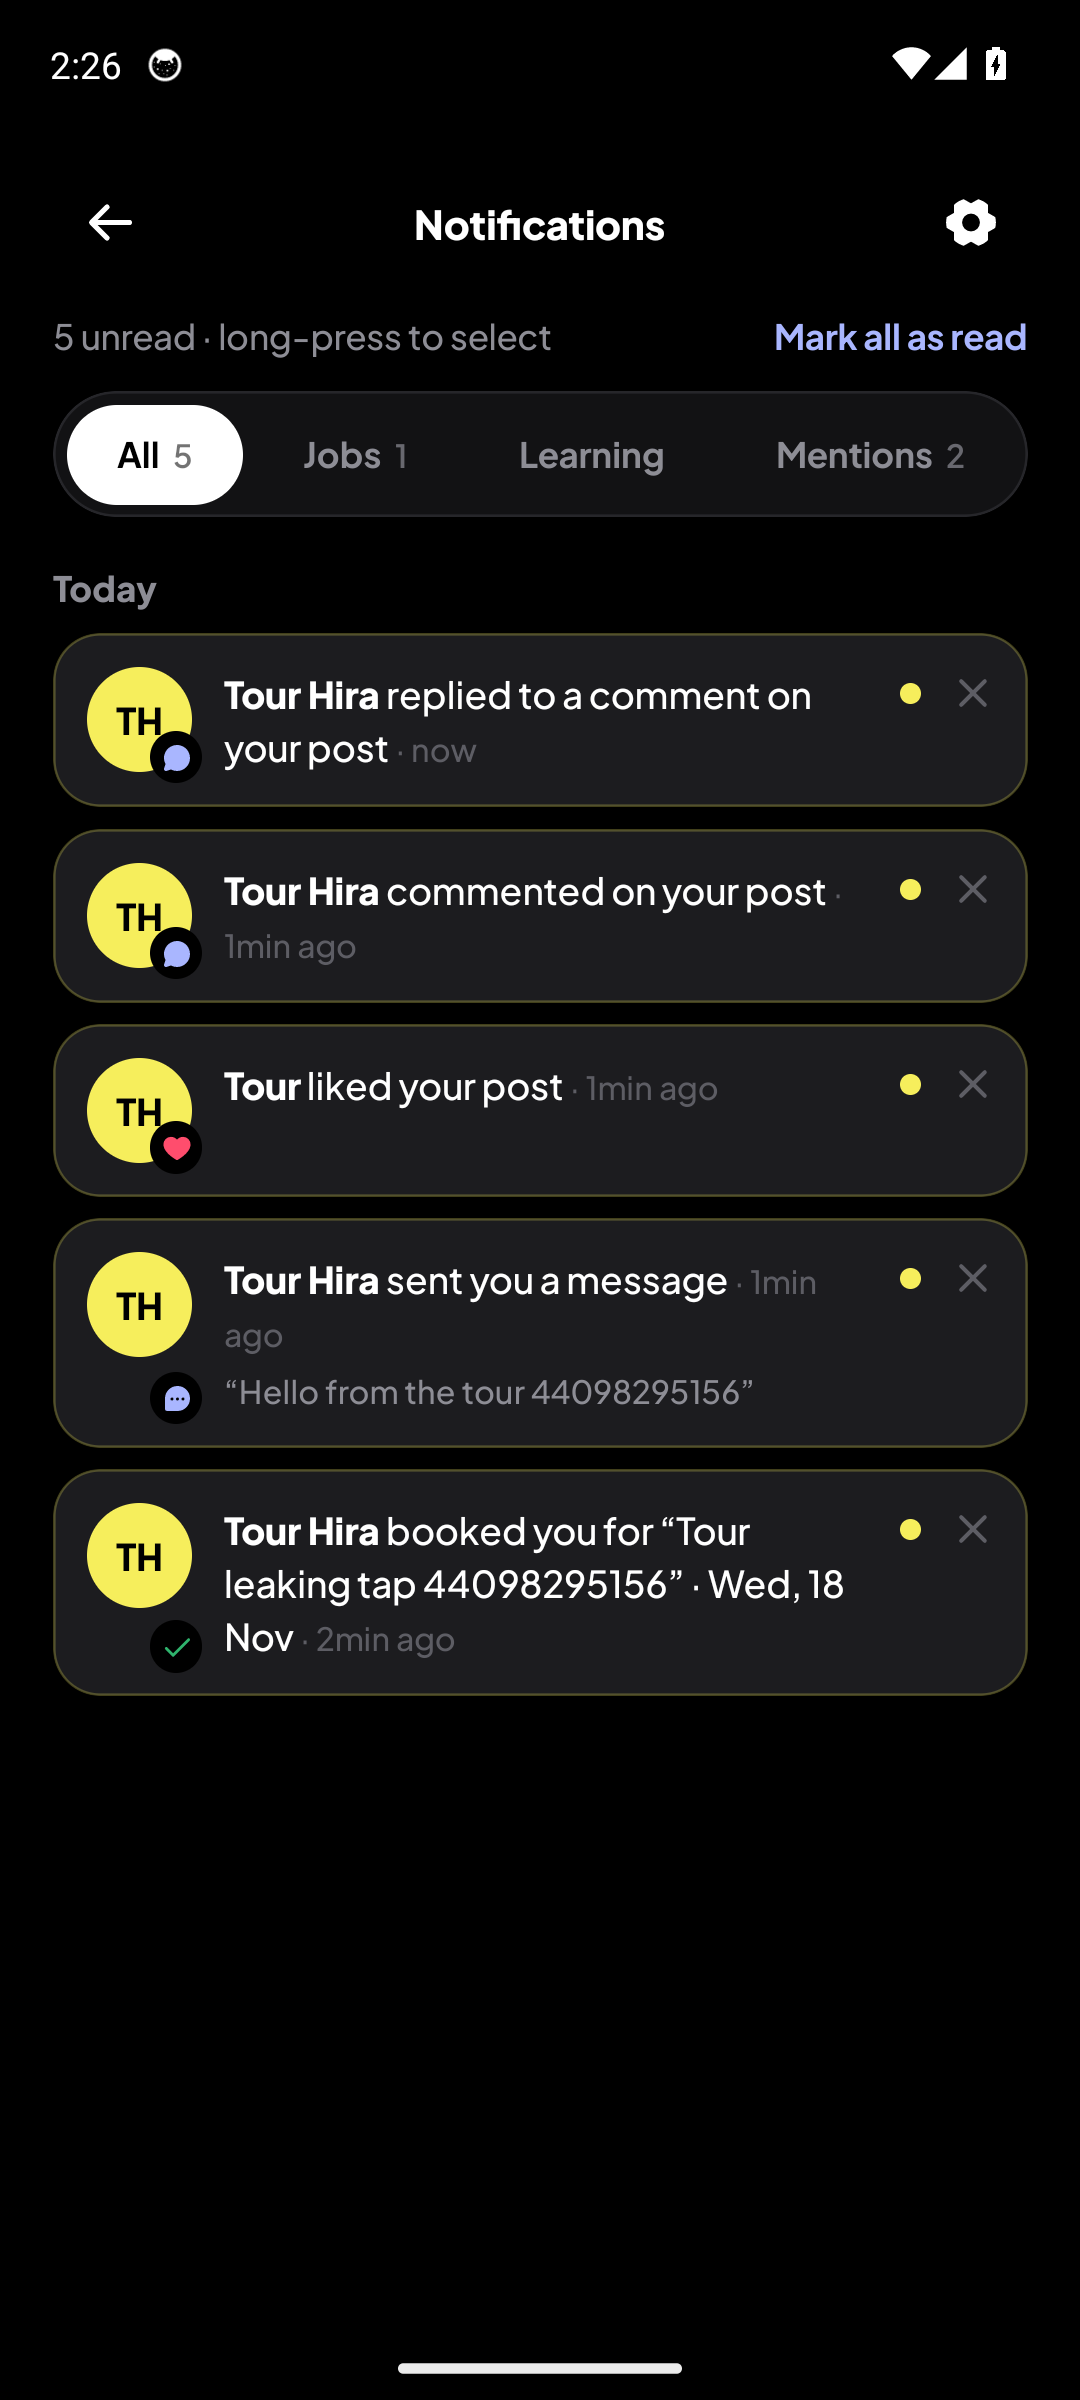 2:26
Notifications
5 unread · long-press to select
Mark all as read
All 5
Jobs 1
Learning
Mentions 2
Today
TH
Tour Hira replied to a comment on
your post · now
TH
Tour Hira commented on your post ·
1min ago
TH
Tour liked your post · 1min ago
TH
Tour Hira sent you a message · 1min
ago
“Hello from the tour 44098295156”
TH
Tour Hira booked you for “Tour
leaking tap 44098295156” · Wed, 18
Nov · 2min ago